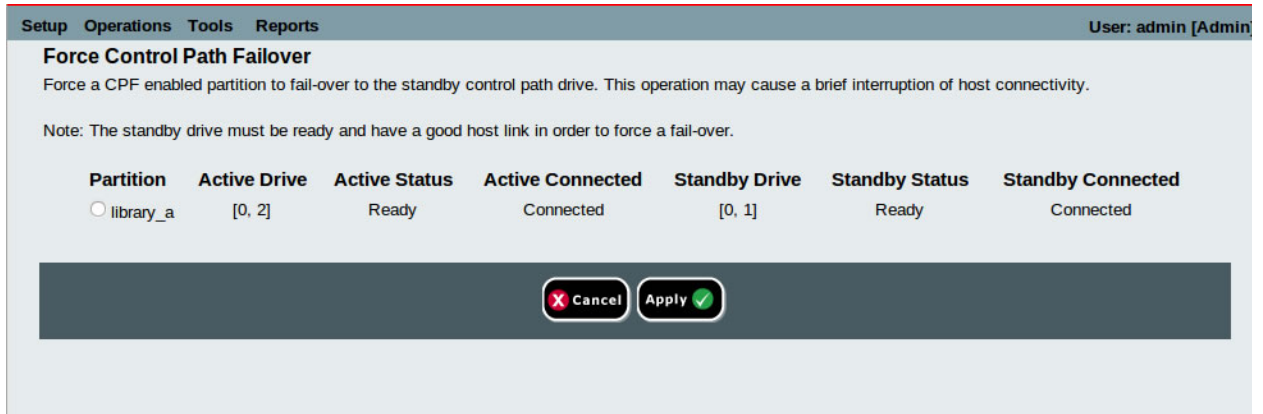 Setup Operations Tools Reports User: admin [Admin]
Force Control Path Failover
Force a CPF enabled partition to fail-over to the standby control path drive. This operation may cause a brief interruption of host connectivity.
Note: The standby drive must be ready and have a good host link in order to force a fail-over.
Partition Active Drive Active Status Active Connected Standby Drive Standby Status Standby Connected
library_a [0, 2] Ready Connected [0, 1] Ready Connected
X Cancel Apply